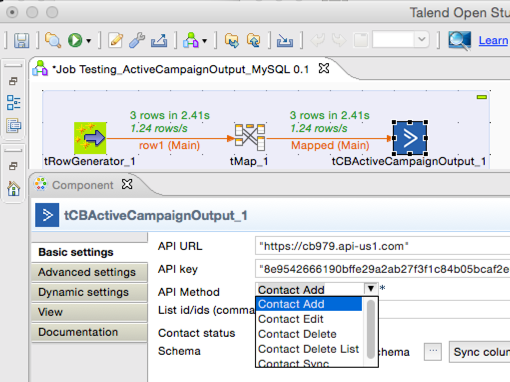 Talend Open Stu
Learn
*Job Testing_ActiveCampaignOutput_MySQL 0.1
3 rows in 2.41s
1.24 rows/s
row1 (Main)
3 rows in 2.41s
1.24 rows/s
Mapped (Main)
tRowGenerator_1
tMap_1
tCBActiveCampaignOutput_1
Component
tCBActiveCampaignOutput_1
Basic settings
Advanced settings
Dynamic settings
View
Documentation
API URL
"https://cb979.api-us1.com"
API key
"8e9542666190bffe29a2ab27f3f1c84b05bcaf2e
API Method
Contact Add
*
List id/ids (comma
Contact status
Schema
Contact Add
Contact Edit
Contact Delete
Contact Delete List
Contact Sync
chema
...
Sync colum